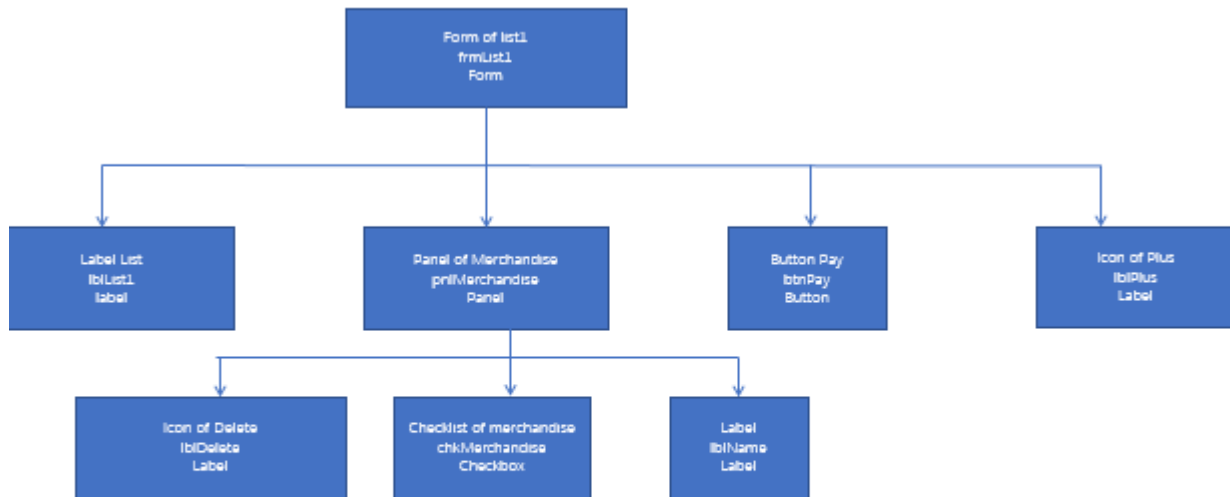 Form of list1
frmList1
Form
Label List
lblList1
label
Panel of Merchandise
pnlMerchandise
Panel
Button Pay
btnPay
Button
Icon of Plus
lblPlus
Label
Icon of Delete
lblDelete
Label
Checklist of merchandise
chkMerchandise
Checkbox
Label
lblName
Label